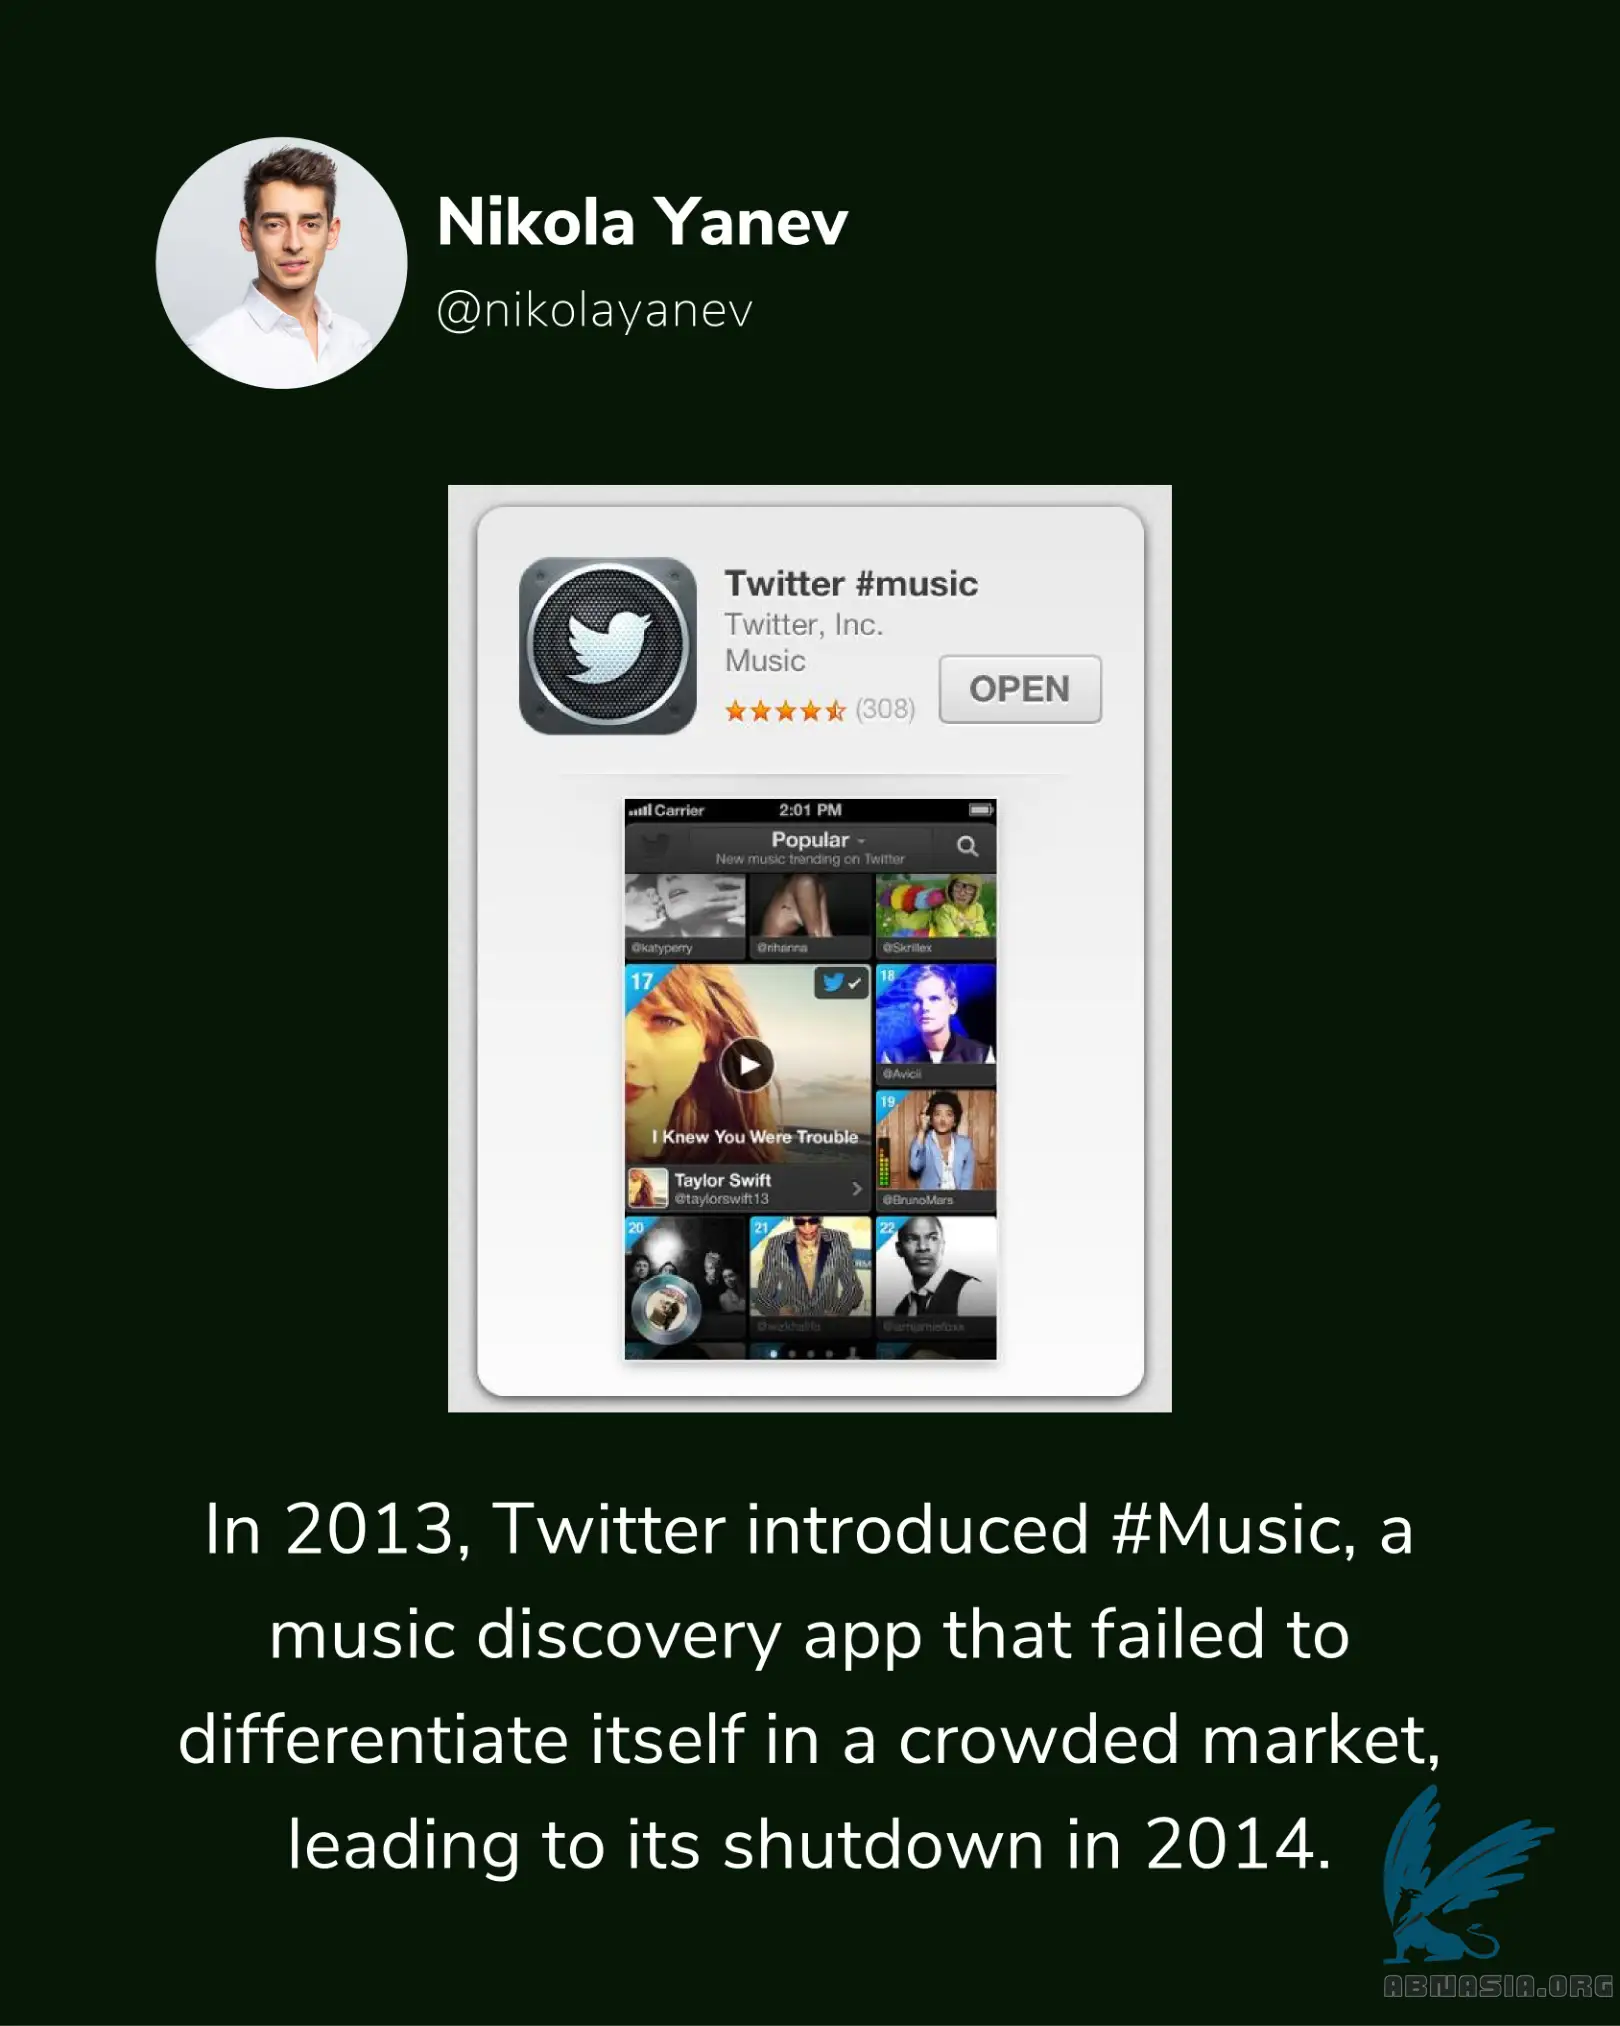 Nikola Yanev
@nikolayanev
Twitter #music
Twitter, Inc.
Music
(308)
OPEN
Carrier 2:01 PM
Popular
New music trending on Twitter
@katyperry @rihanna @Skrillex
17 18
@Avicii
19
I Knew You Were Trouble
Taylor Swift
@taylorswift13
@BrunoMars
20 21 22
@wizkhalifa @iamjamiefoxx
In 2013, Twitter introduced #Music, a
music discovery app that failed to
differentiate itself in a crowded market,
leading to its shutdown in 2014.
ABNASIA.ORG